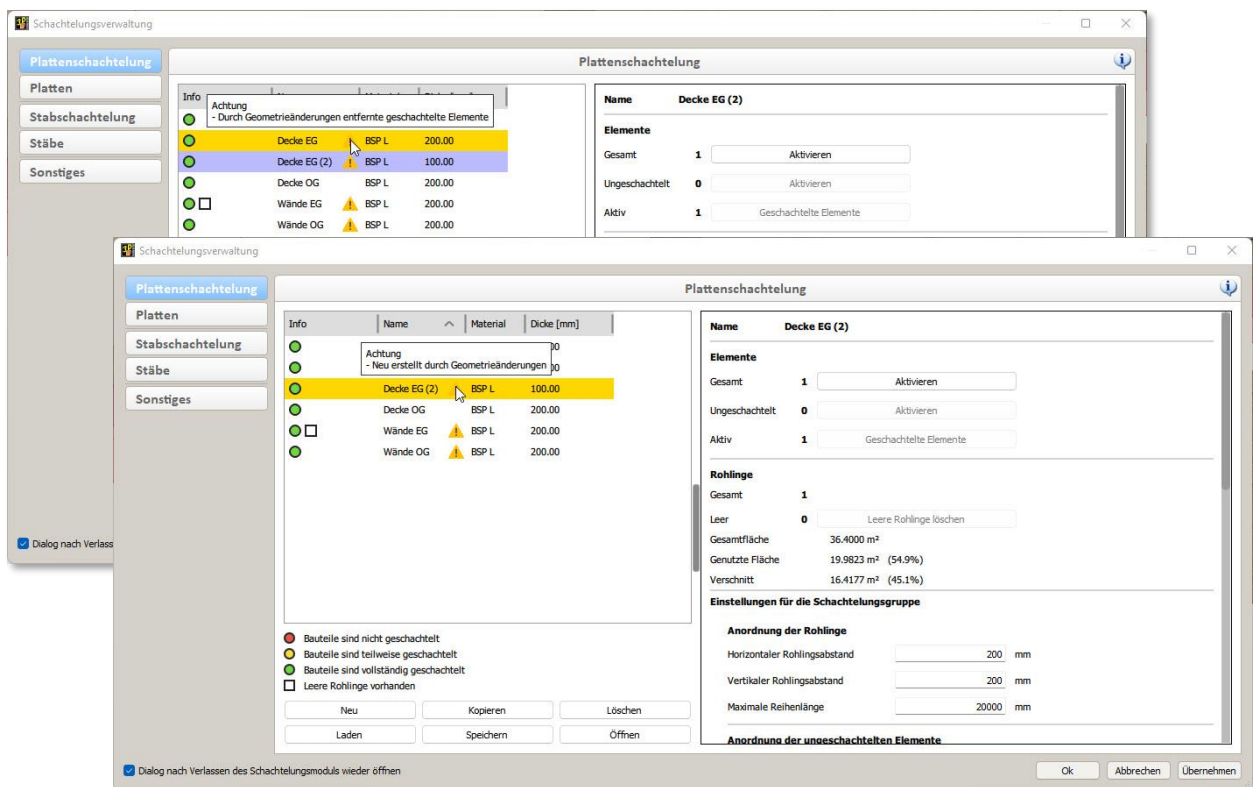 Schachtelungsverwaltung
Plattenschachtelung
Platten
Stabschachtelung
Stäbe
Sonstiges
Plattenschachtelung
Info
Achtung
- Durch Geometrieänderungen entfernte geschachtelte Elemente
Decke EG BSP L 200.00
Decke EG (2) BSP L 100.00
Decke OG BSP L 200.00
Wände EG BSP L 200.00
Wände OG BSP L 200.00
Name Decke EG (2)
Elemente
Gesamt 1 Aktivieren
Ungeschachtelt 0 Aktivieren
Aktiv 1 Geschachtelte Elemente
Dialog nach Verlass
Schachtelungsverwaltung
Plattenschachtelung
Platten
Stabschachtelung
Stäbe
Sonstiges
Plattenschachtelung
Info Name Material Dicke [mm]
Achtung
- Neu erstellt durch Geometrieänderungen
Decke EG (2) BSP L 100.00
Decke OG BSP L 200.00
Wände EG BSP L 200.00
Wände OG BSP L 200.00
Bauteile sind nicht geschachtelt
Bauteile sind teilweise geschachtelt
Bauteile sind vollständig geschachtelt
Leere Rohlinge vorhanden
Neu Kopieren Löschen
Laden Speichern Öffnen
Name Decke EG (2)
Elemente
Gesamt 1 Aktivieren
Ungeschachtelt 0 Aktivieren
Aktiv 1 Geschachtelte Elemente
Rohlinge
Gesamt 1
Leer 0 Leere Rohlinge löschen
Gesamtfläche 36.4000 m²
Genutzte Fläche 19.9823 m² (54.9%)
Verschnitt 16.4177 m² (45.1%)
Einstellungen für die Schachtelungsgruppe
Anordnung der Rohlinge
Horizontaler Rohlingsabstand 200 mm
Vertikaler Rohlingsabstand 200 mm
Maximale Reihenlänge 20000 mm
Anordnung der ungeschachtelten Elemente
Dialog nach Verlassen des Schachtelungsmoduls wieder öffnen
Ok Abbrechen Übernehmen